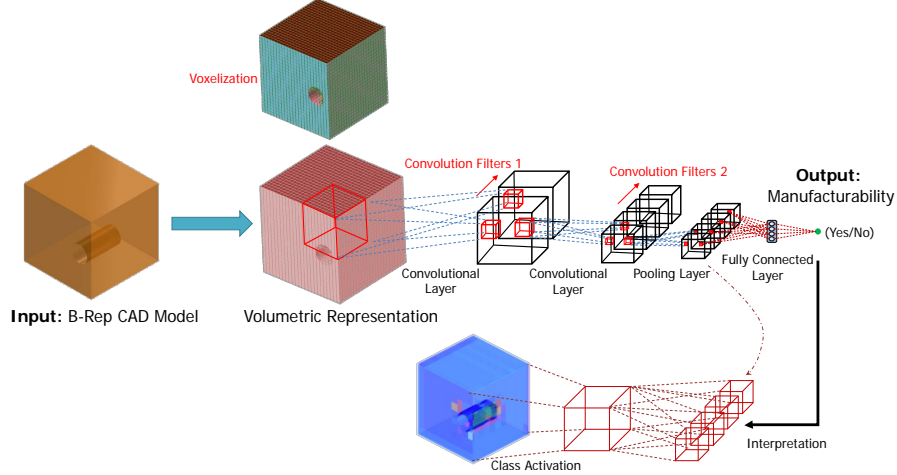 Voxelization
Convolution Filters 1
Convolution Filters 2
Output:
Manufacturability
(Yes/No)
Convolutional
Layer
Convolutional
Layer
Pooling Layer
Fully Connected
Layer
Input: B-Rep CAD Model
Volumetric Representation
Interpretation
Class Activation